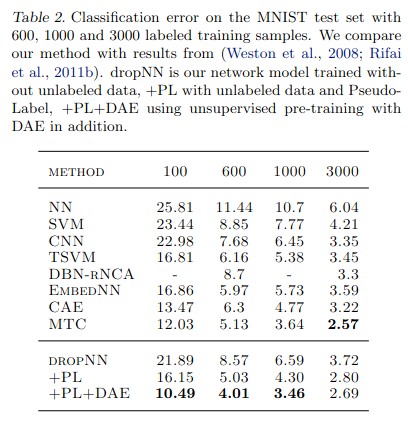 Table 2. Classification error on the MNIST test set with
600, 1000 and 3000 labeled training samples. We compare
our method with results from (Weston et al., 2008; Rifai
et al., 2011b). dropNN is our network model trained with-
out unlabeled data, +PL with unlabeled data and Pseudo-
Label, +PL+DAE using unsupervised pre-training with
DAE in addition.
METHOD 100 600 1000 3000
NN 25.81 11.44 10.7 6.04
SVM 23.44 8.85 7.77 4.21
CNN 22.98 7.68 6.45 3.35
TSVM 16.81 6.16 5.38 3.45
DBN-RNCA - 8.7 - 3.3
EMBEDNN 16.86 5.97 5.73 3.59
CAE 13.47 6.3 4.77 3.22
MTC 12.03 5.13 3.64 2.57
DROPNN 21.89 8.57 6.59 3.72
+PL 16.15 5.03 4.30 2.80
+PL+DAE 10.49 4.01 3.46 2.69